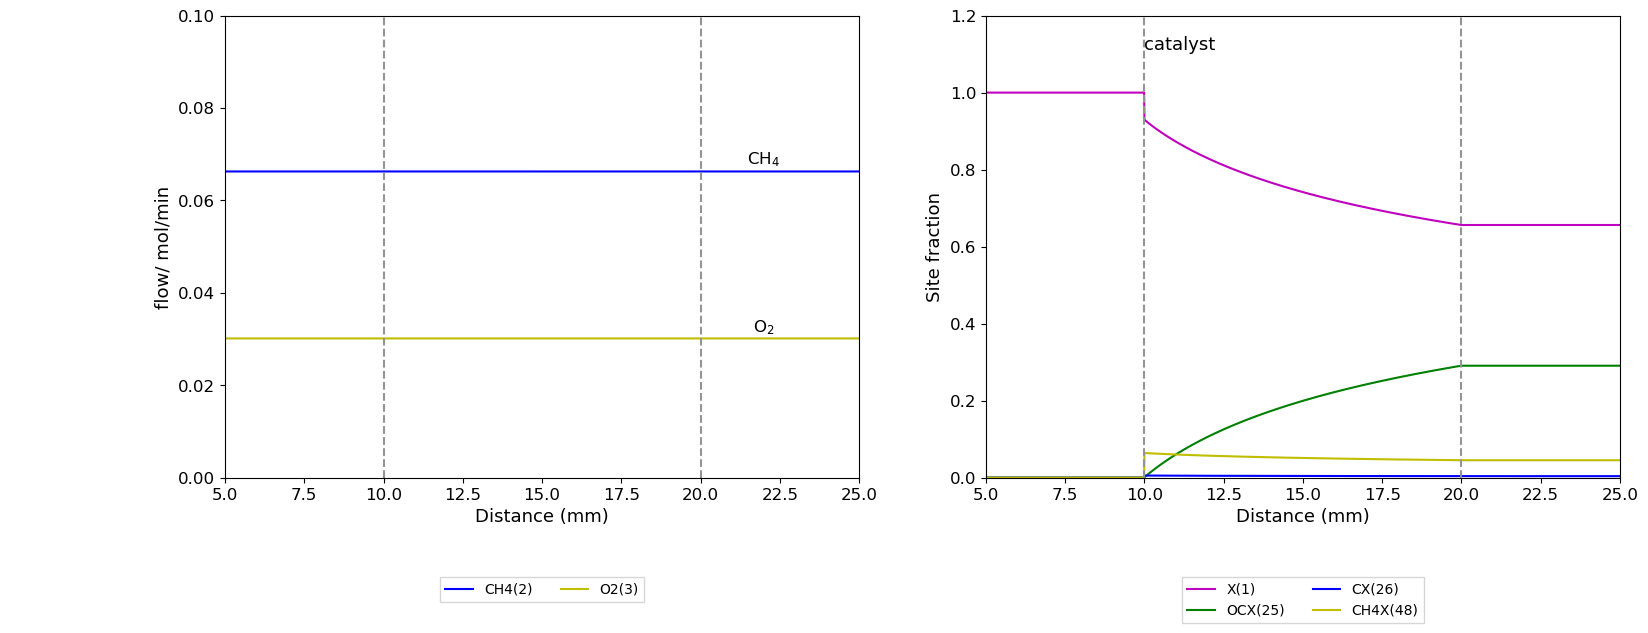 0.10
0.08
0.06
0.04
0.02
0.00
flow/ mol/min
CH4
O2
5.0 7.5 10.0 12.5 15.0 17.5 20.0 22.5 25.0
Distance (mm)
CH4(2) O2(3)
1.2
1.0
0.8
0.6
0.4
0.2
0.0
Site fraction
catalyst
5.0 7.5 10.0 12.5 15.0 17.5 20.0 22.5 25.0
Distance (mm)
X(1) CX(26)
OCX(25) CH4X(48)